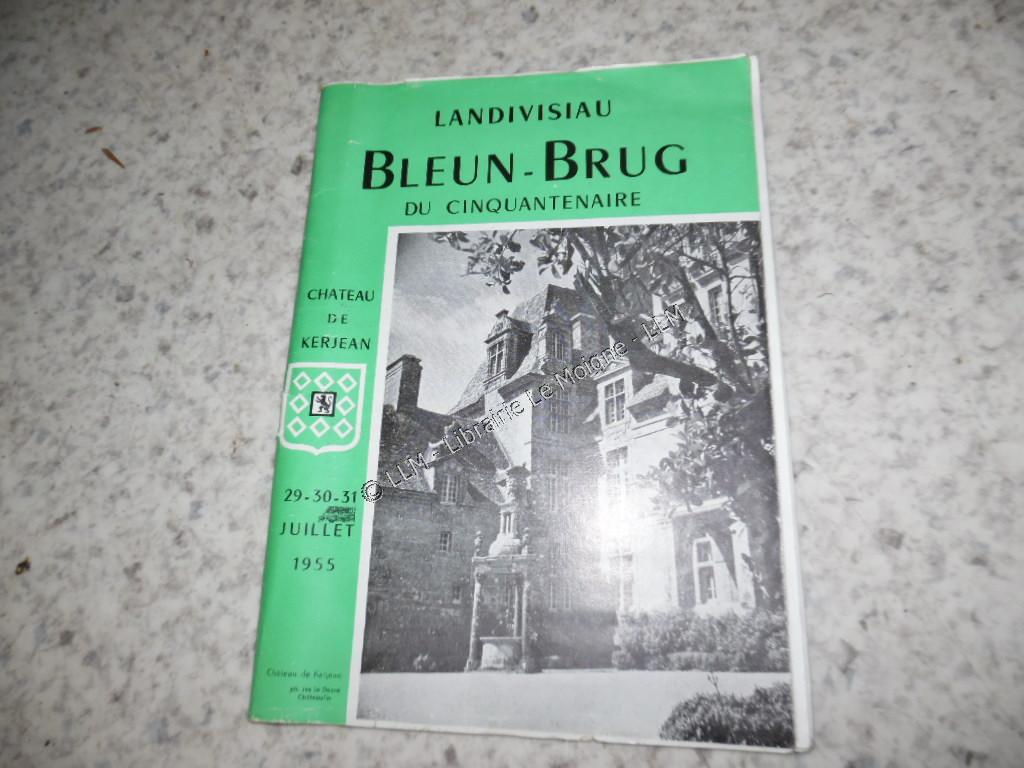 LANDIVISIAU
BLEUN-BRUG
DU CINQUANTENAIRE
CHATEAU
DE
KERJEAN
29-30-31
JUILLET
1955
Château de Kerjean
© LLM - Librairie Le Moigne - LLM